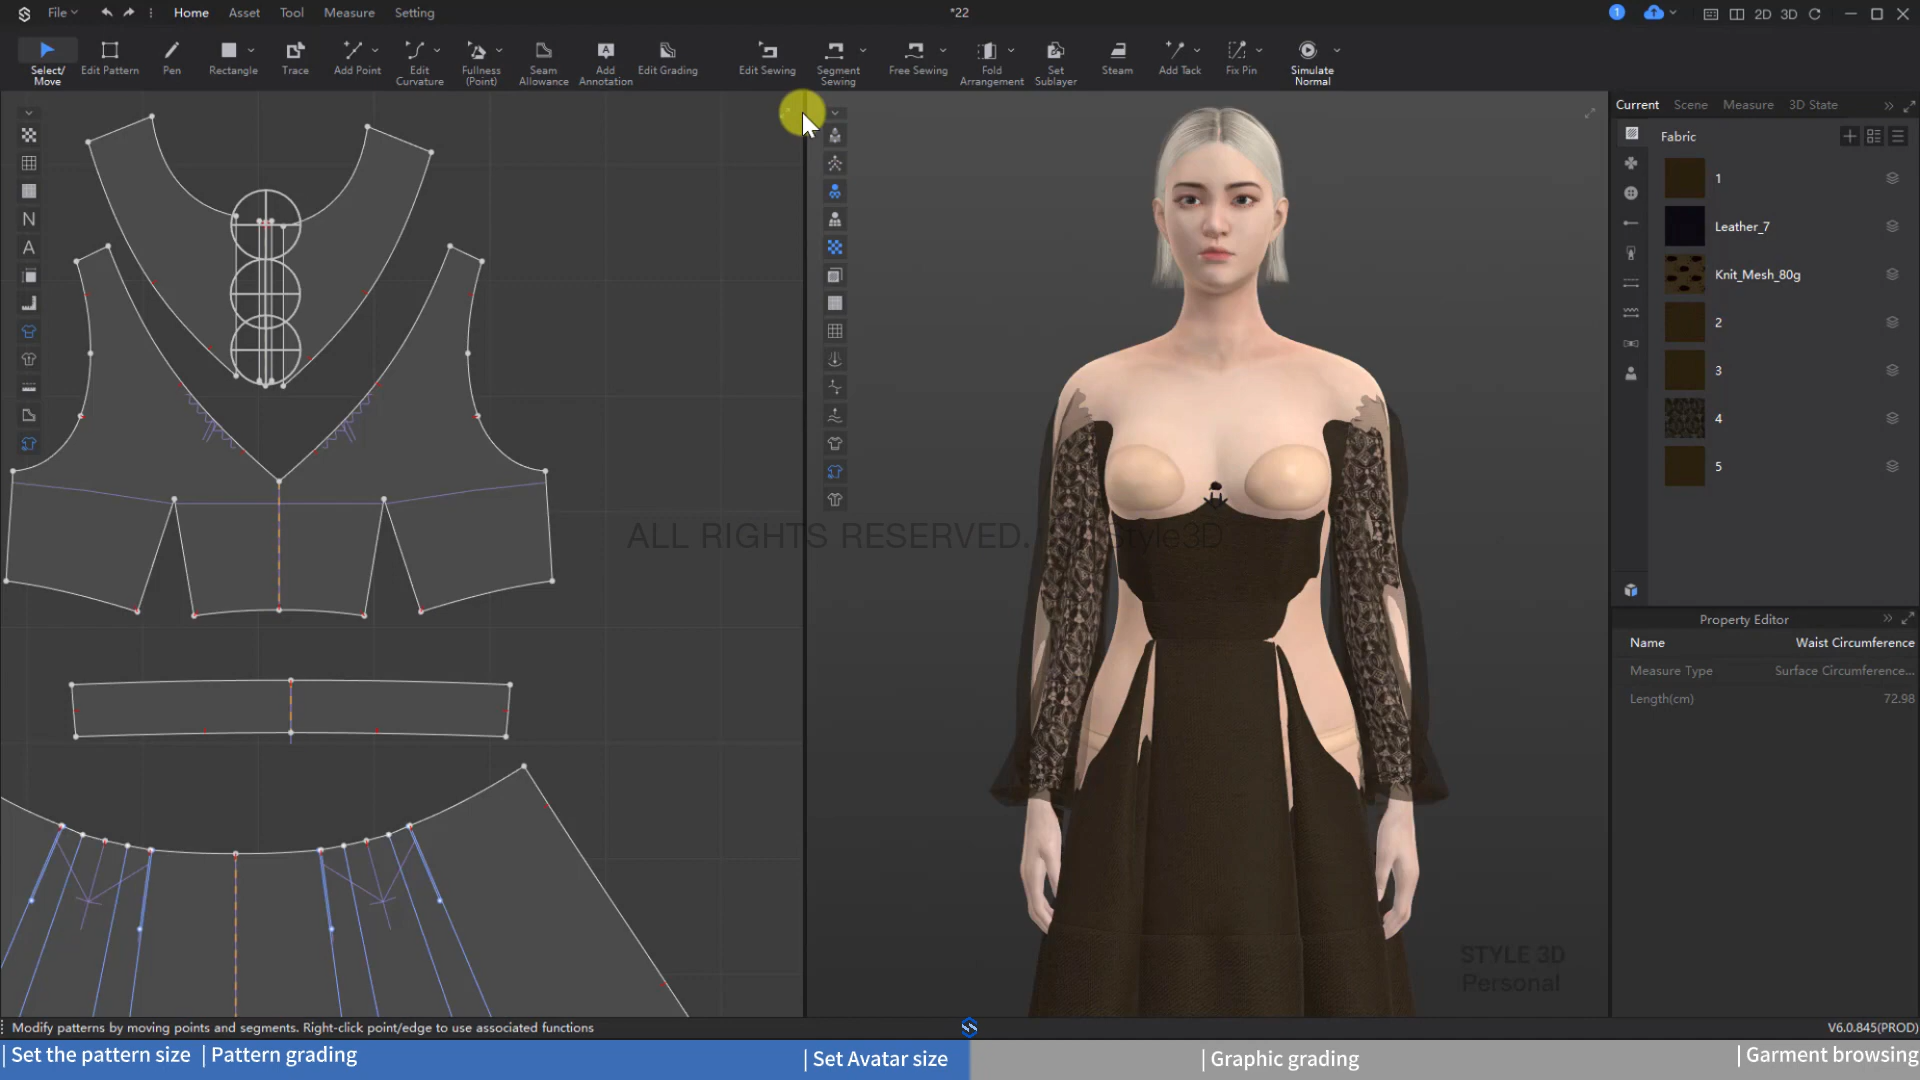 File Home Asset Tool Measure Setting *22 1 2D 3D
Select/Move Edit Pattern Pen Rectangle Trace Add Point Edit Curvature Fullness (Point) Seam Allowance Add Annotation Edit Grading Edit Sewing Segment Sewing Free Sewing Fold Arrangement Set Sublayer Steam Add Tack Fix Pin Simulate Normal
Current Scene Measure 3D State
Fabric
1
Leather_7
Knit_Mesh_80g
2
3
4
5
N
A
ALL RIGHTS RESERVED. Style3D
Property Editor
Name Waist Circumference
Measure Type Surface Circumference...
Length(cm) 72.98
STYLE 3D
Personal
Modify patterns by moving points and segments. Right-click point/edge to use associated functions
V6.0.845(PROD)
| Set the pattern size | Pattern grading | Set Avatar size | Graphic grading | Garment browsing